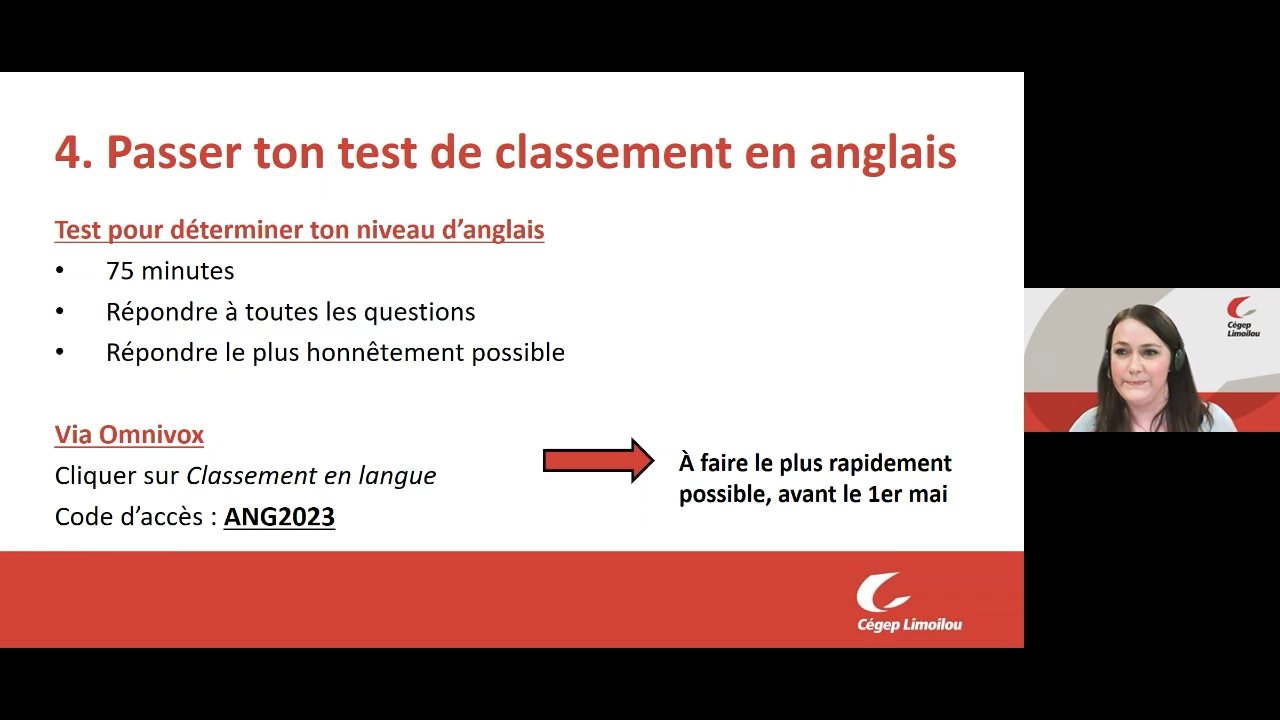 4. Passer ton test de classement en anglais
Test pour déterminer ton niveau d’anglais
• 75 minutes
• Répondre à toutes les questions
• Répondre le plus honnêtement possible
Via Omnivox
Cliquer sur Classement en langue
Code d’accès : ANG2023
À faire le plus rapidement
possible, avant le 1er mai
Cégep Limoilou
Cégep
Limoilou